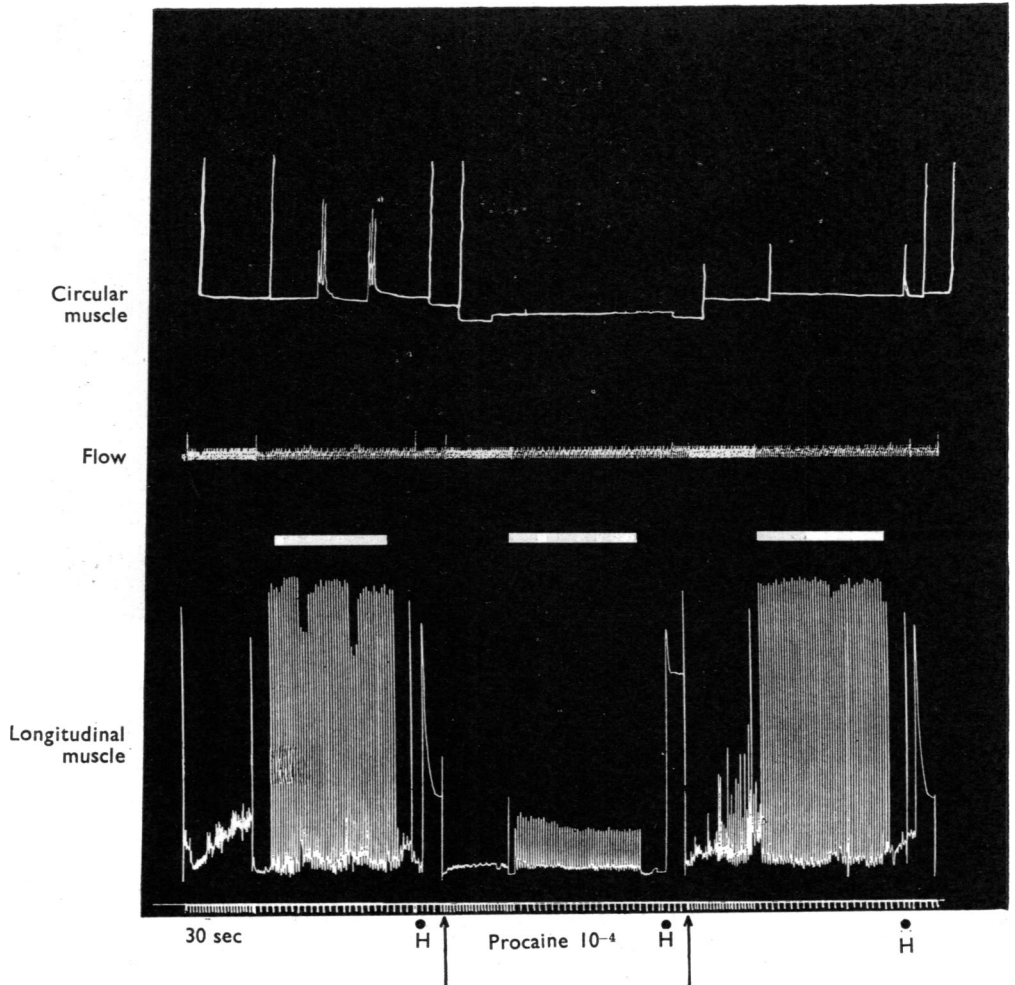 Circular
muscle
Flow
Longitudinal
muscle
30 sec
H
Procaine 10⁻⁴
H
H